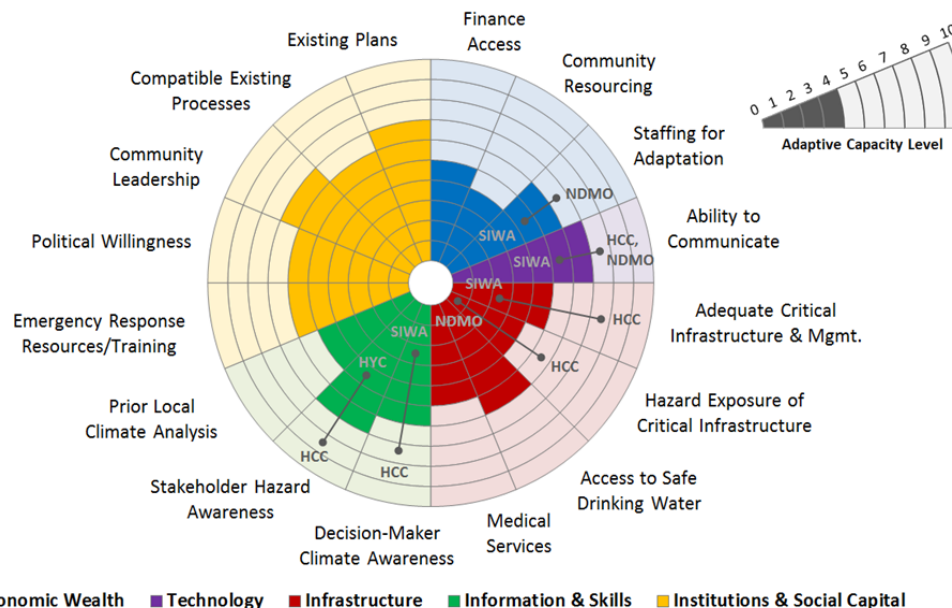 Existing Plans
Finance
Access
Compatible Existing
Processes
Community
Resourcing
Community
Leadership
Staffing for
Adaptation
Political Willingness
Ability to
Communicate
Emergency Response
Resources/Training
Adequate Critical
Infrastructure & Mgmt.
Prior Local
Climate Analysis
Hazard Exposure of
Critical Infrastructure
Stakeholder Hazard
Awareness
Access to Safe
Drinking Water
Decision-Maker
Climate Awareness
Medical
Services
0 1 2 3 4 5 6 7 8 9 10
Adaptive Capacity Level
NDMO
SIWA
HCC,
NDMO
SIWA
SIWA
HCC
NDMO
HCC
SIWA
HCC
HYC
HCC
onomic Wealth
Technology
Infrastructure
Information & Skills
Institutions & Social Capital